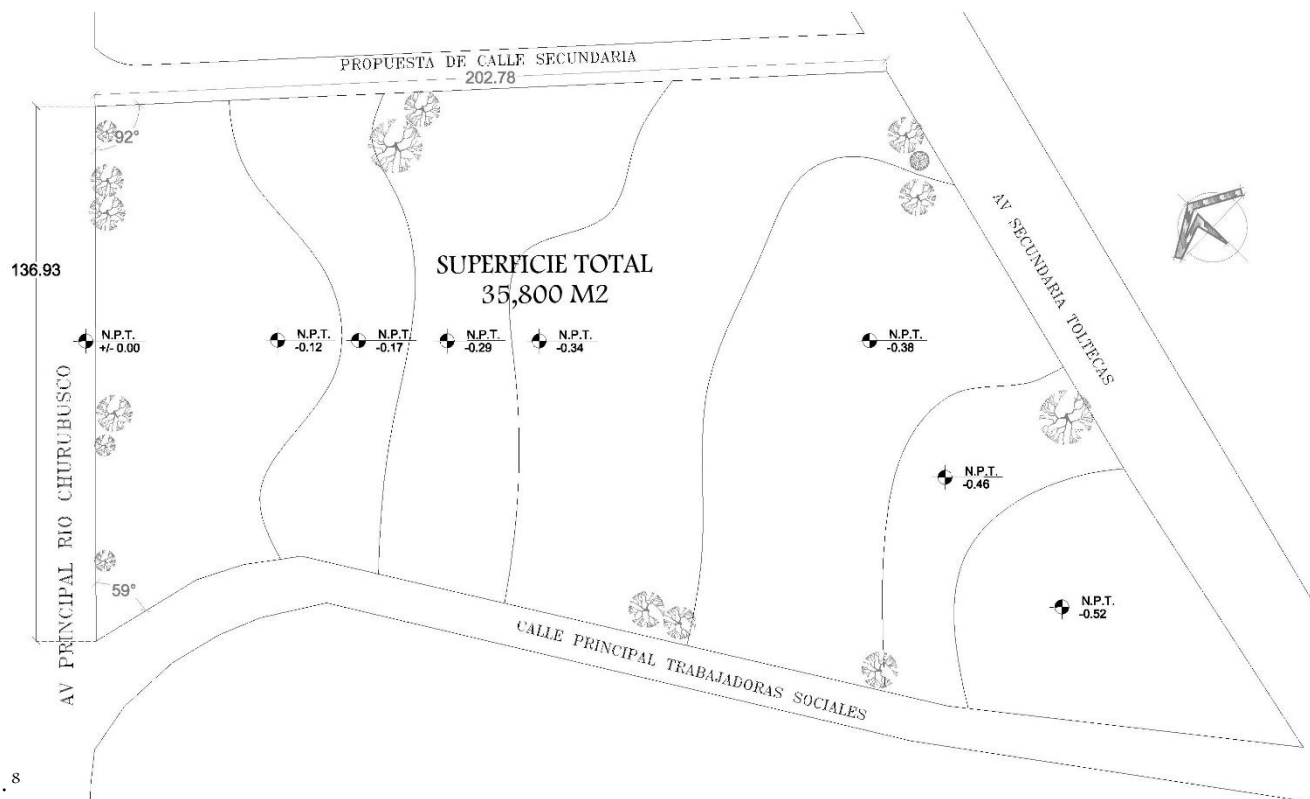 PROPUESTA DE CALLE SECUNDARIA
202.78
92°
136.93
SUPERFICIE TOTAL
35,800 M2
AV SECUNDARIA TOLTECAS
N.P.T.
+/- 0.00
N.P.T.
-0.12
N.P.T.
-0.17
N.P.T.
-0.29
N.P.T.
-0.34
N.P.T.
-0.38
AV PRINCIPAL RIO CHURUBUSCO
N.P.T.
-0.46
59°
N.P.T.
-0.52
CALLE PRINCIPAL TRABAJADORAS SOCIALES
. 8